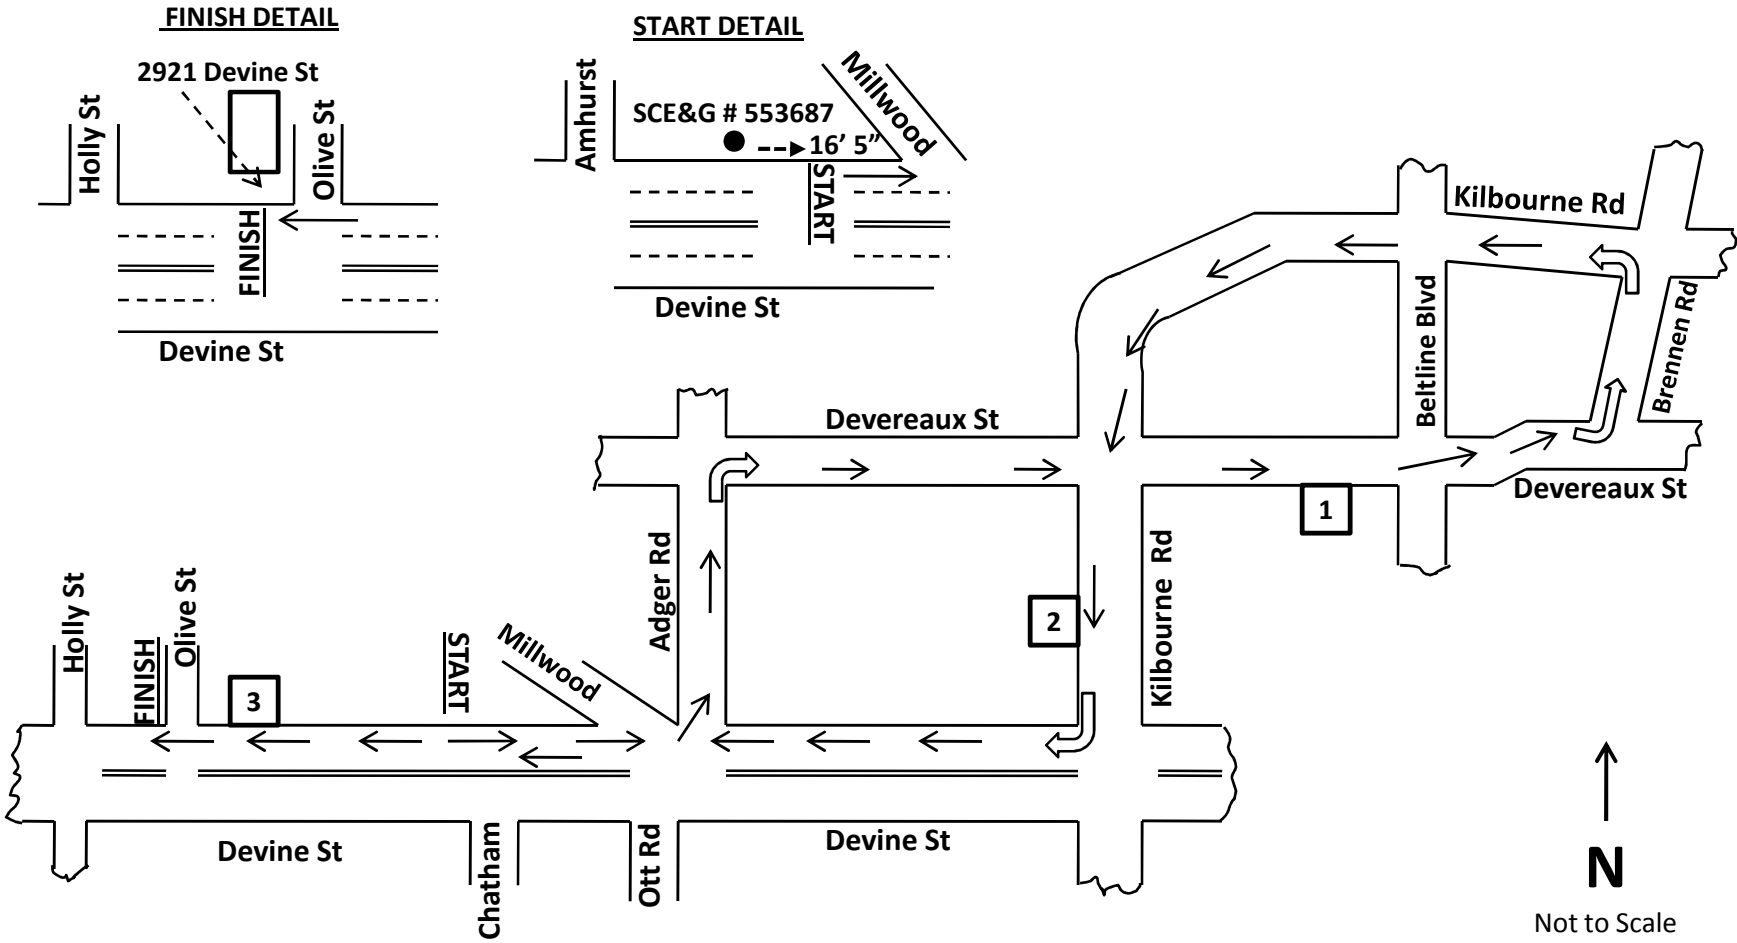 FINISH DETAIL
2921 Devine St
Holly St
Olive St
FINISH
Devine St
START DETAIL
Amhurst
Millwood
SCE&G # 553687
16’ 5”
START
Devine St
Kilbourne Rd
Beltline Blvd
Brennen Rd
Devereaux St
Devereaux St
1
Adger Rd
2
Kilbourne Rd
Holly St
FINISH
Olive St
3
START
Millwood
Devine St
Chatham
Ott Rd
Devine St
N
Not to Scale